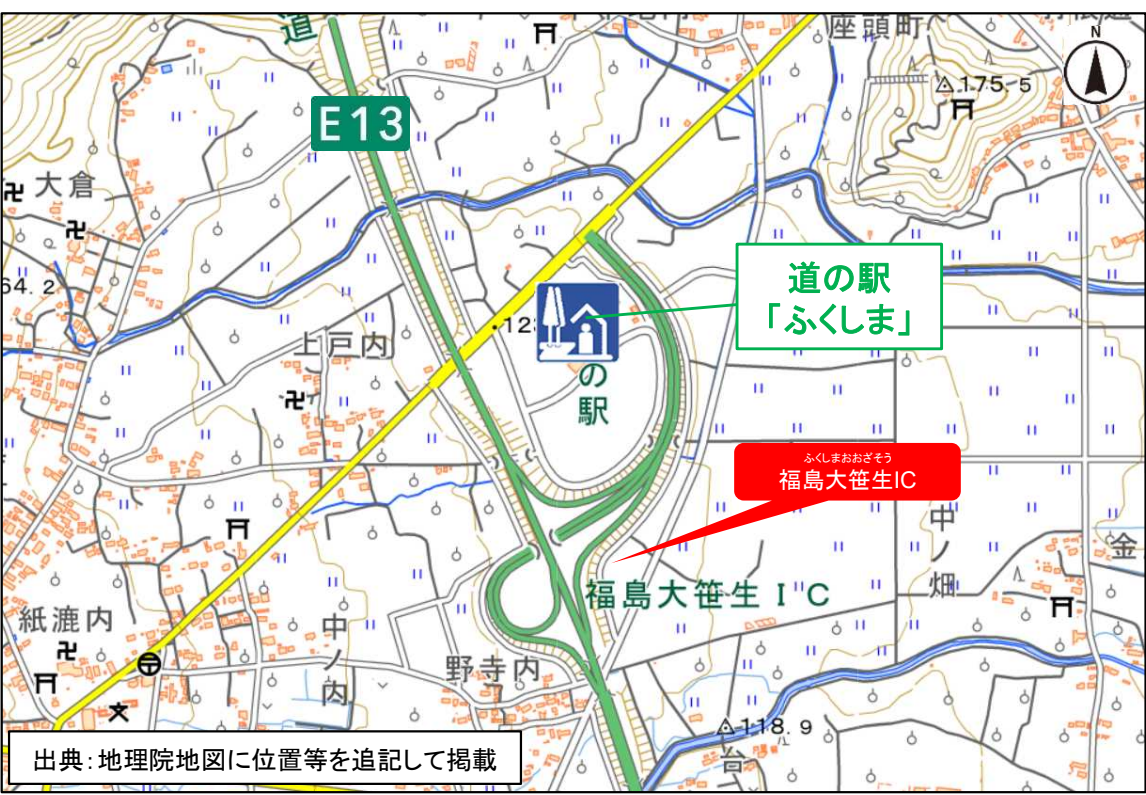 道
座頭町
N
175.5
E13
大倉
64.2
道の駅
「ふくしま」
上戸内
の
駅
ふくしまおおざそう
福島大笹生IC
中ノ畑
金
福島大笹生IC
紙漉内
中ノ内
野寺内
118.9
台
出典：地理院地図に位置等を追記して掲載